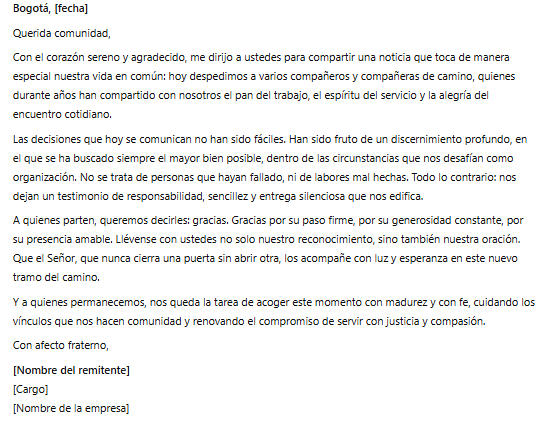 Bogotá, [fecha]
Querida comunidad,
Con el corazón sereno y agradecido, me dirijo a ustedes para compartir una noticia que toca de manera
especial nuestra vida en común: hoy despedimos a varios compañeros y compañeras de camino, quienes
durante años han compartido con nosotros el pan del trabajo, el espíritu del servicio y la alegría del
encuentro cotidiano.
Las decisiones que hoy se comunican no han sido fáciles. Han sido fruto de un discernimiento profundo, en
el que se ha buscado siempre el mayor bien posible, dentro de las circunstancias que nos desafían como
organización. No se trata de personas que hayan fallado, ni de labores mal hechas. Todo lo contrario: nos
dejan un testimonio de responsabilidad, sencillez y entrega silenciosa que nos edifica.
A quienes parten, queremos decirles: gracias. Gracias por su paso firme, por su generosidad constante, por
su presencia amable. Llévense con ustedes no solo nuestro reconocimiento, sino también nuestra oración.
Que el Señor, que nunca cierra una puerta sin abrir otra, los acompañe con luz y esperanza en este nuevo
tramo del camino.
Y a quienes permanecemos, nos queda la tarea de acoger este momento con madurez y con fe, cuidando los
vínculos que nos hacen comunidad y renovando el compromiso de servir con justicia y compasión.
Con afecto fraterno,
[Nombre del remitente]
[Cargo]
[Nombre de la empresa]